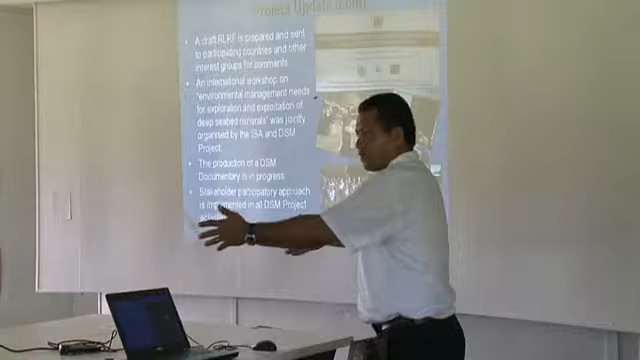 Project Update (cont)
• A draft RLRF is prepared and sent
to participating countries and other
interest groups for comments
• An international workshop on
"environmental management needs
for exploration and exploitation of
deep seabed minerals" was jointly
organised by the ISA and DSM
Project.
• The production of a DSM
Documentary is in progress
• Stakeholder participatory approach
is implemented in all DSM Project
activities